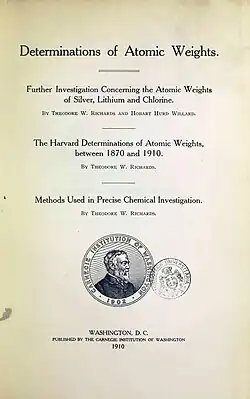 Determinations of Atomic Weights.
Further Investigation Concerning the Atomic Weights
of Silver, Lithium and Chlorine.
By Theodore W. Richards and Hobart Hurd Willard.
The Harvard Determinations of Atomic Weights,
between 1870 and 1910.
By Theodore W. Richards.
Methods Used in Precise Chemical Investigation.
By Theodore W. Richards.
CARNEGIE INSTITUTION OF WASHINGTON
1902
WASHINGTON, D. C.
PUBLISHED BY THE CARNEGIE INSTITUTION OF WASHINGTON
1910